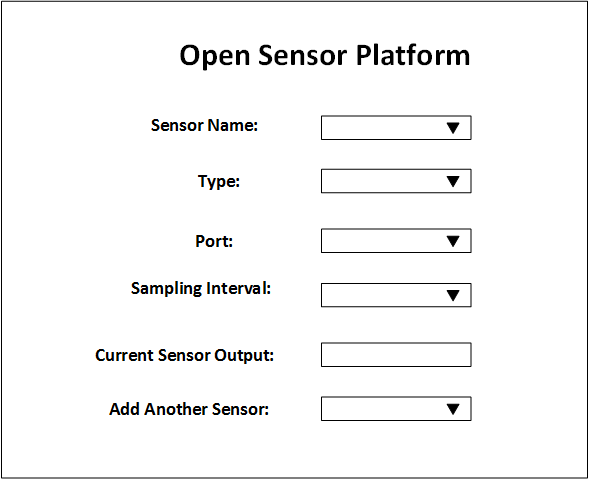 Open Sensor Platform
Sensor Name:
Type:
Port:
Sampling Interval:
Current Sensor Output:
Add Another Sensor: